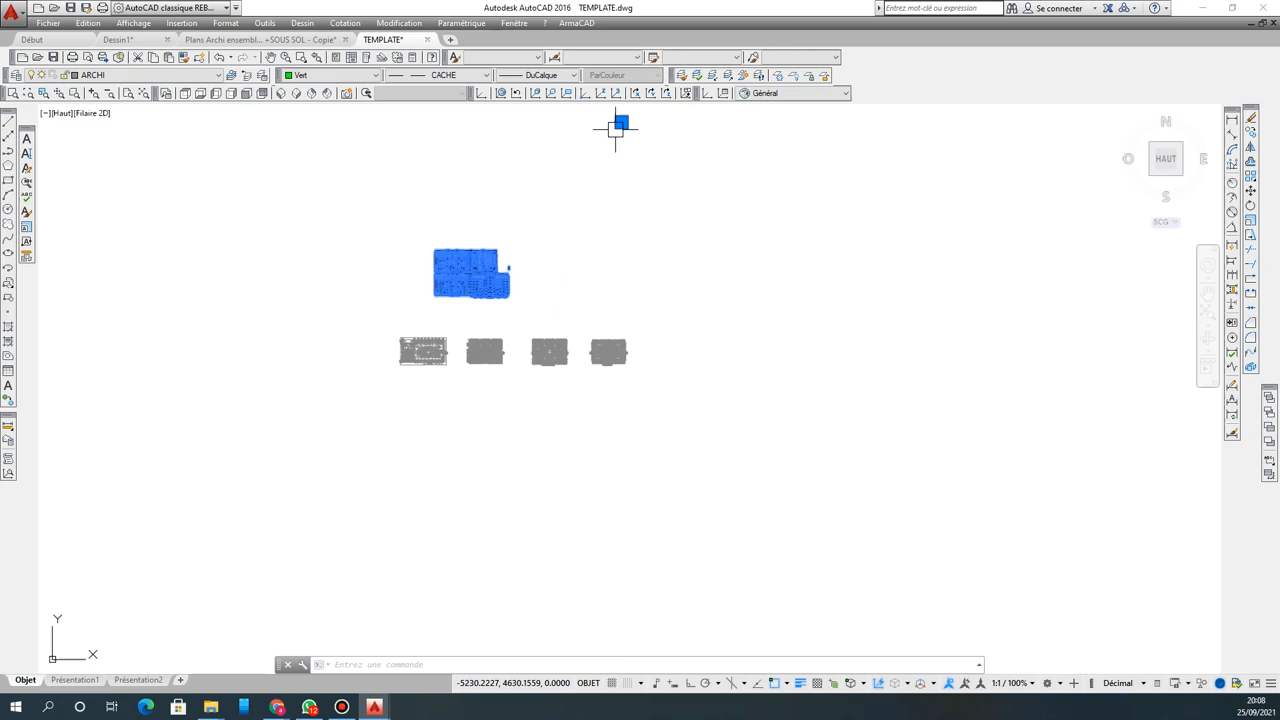 AutoCAD classique REB...
Autodesk AutoCAD 2016 TEMPLATE.dwg
Entrez mot-clé ou expression
Se connecter
Fichier Edition Affichage Insertion Format Outils Dessin Cotation Modification Paramétrique Fenêtre ? ArmaCAD
Début
Dessin1*
Plans Archi ensembl... +SOUS SOL - Copie*
TEMPLATE*
ARCHI
Vert
CACHE
DuCalque
ParCouleur
Général
[−][Haut][Filaire 2D]
N
O HAUT E
S
SCG
Y
X
Entrez une commande
Objet Présentation1 Présentation2
-5230.2227, 4630.1559, 0.0000 OBJET
1:1 / 100%
Décimal
12
20:08
25/09/2021